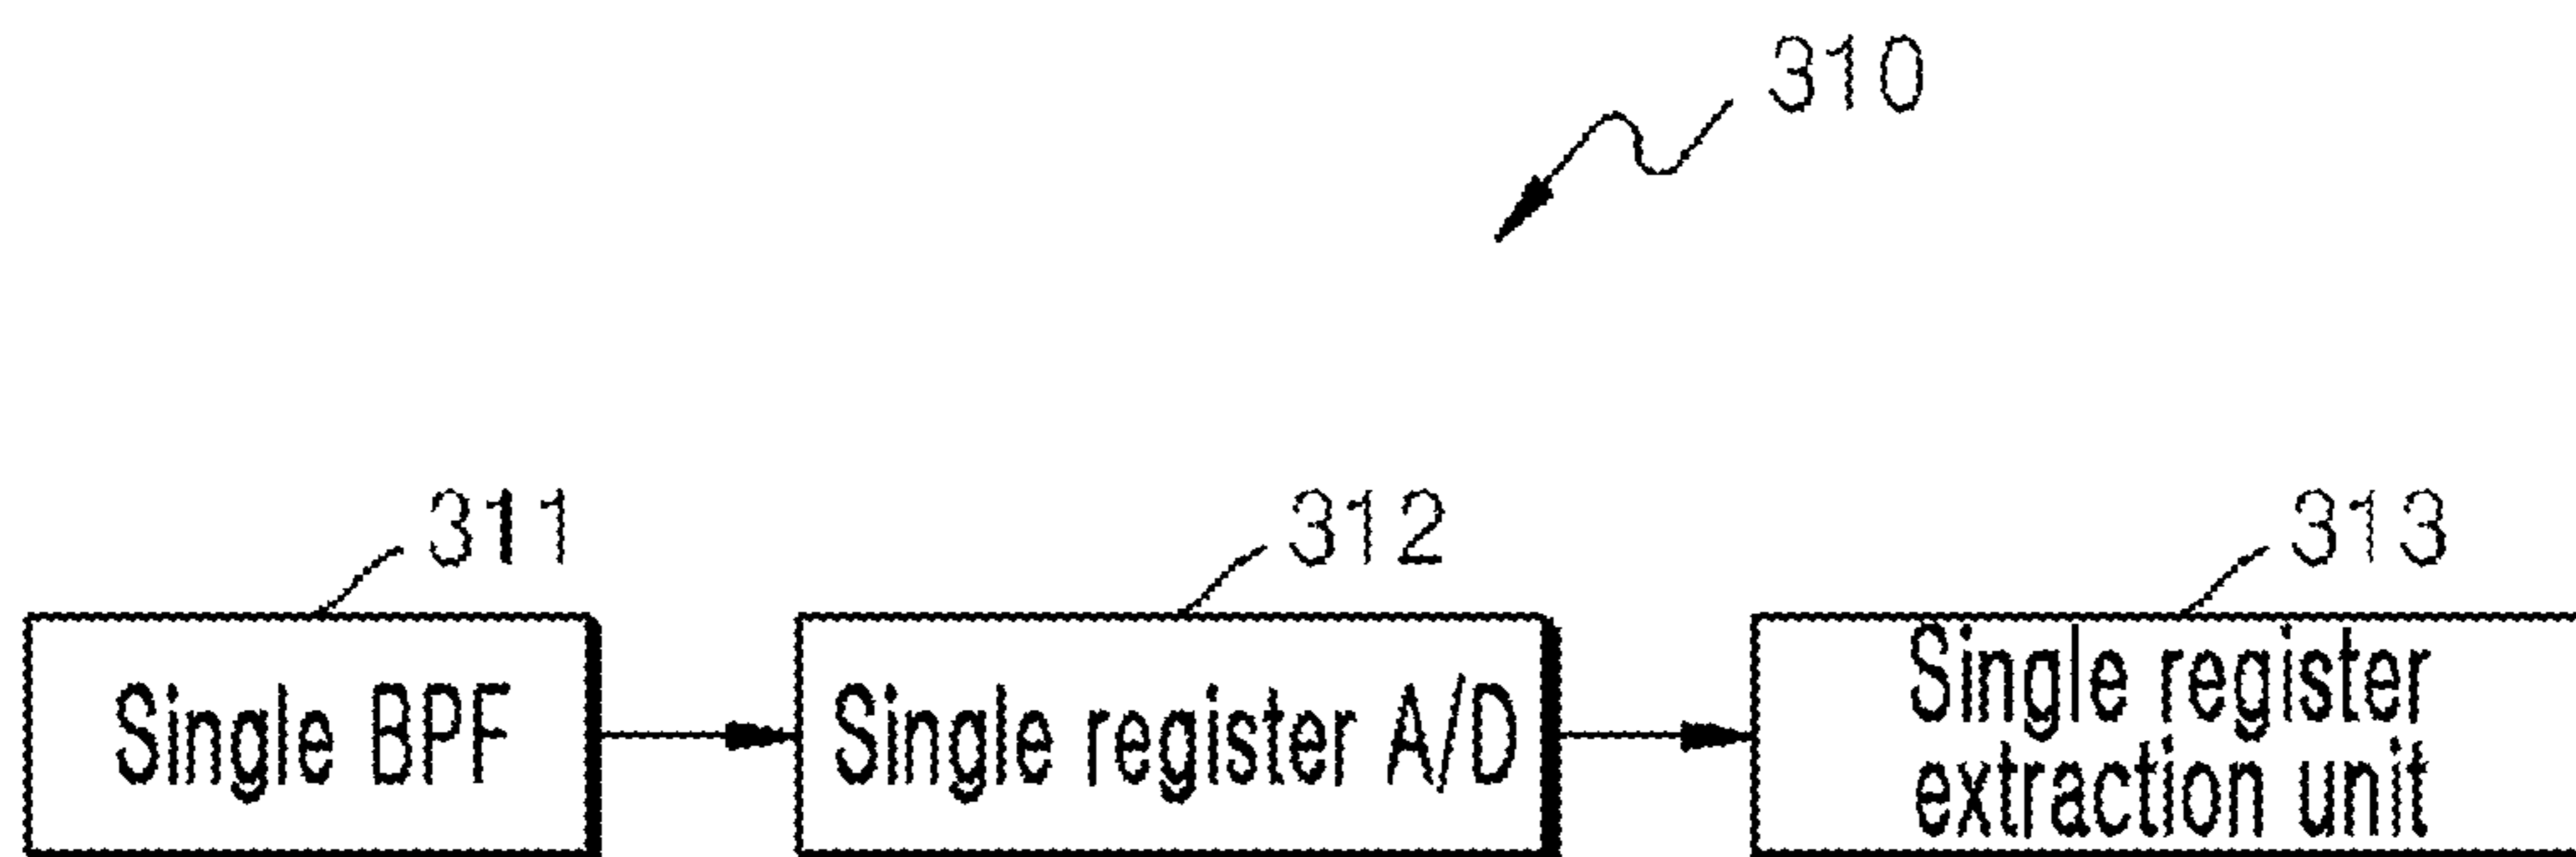 310
311
312
313
Single BPF
Single register A/D
Single register
extraction unit